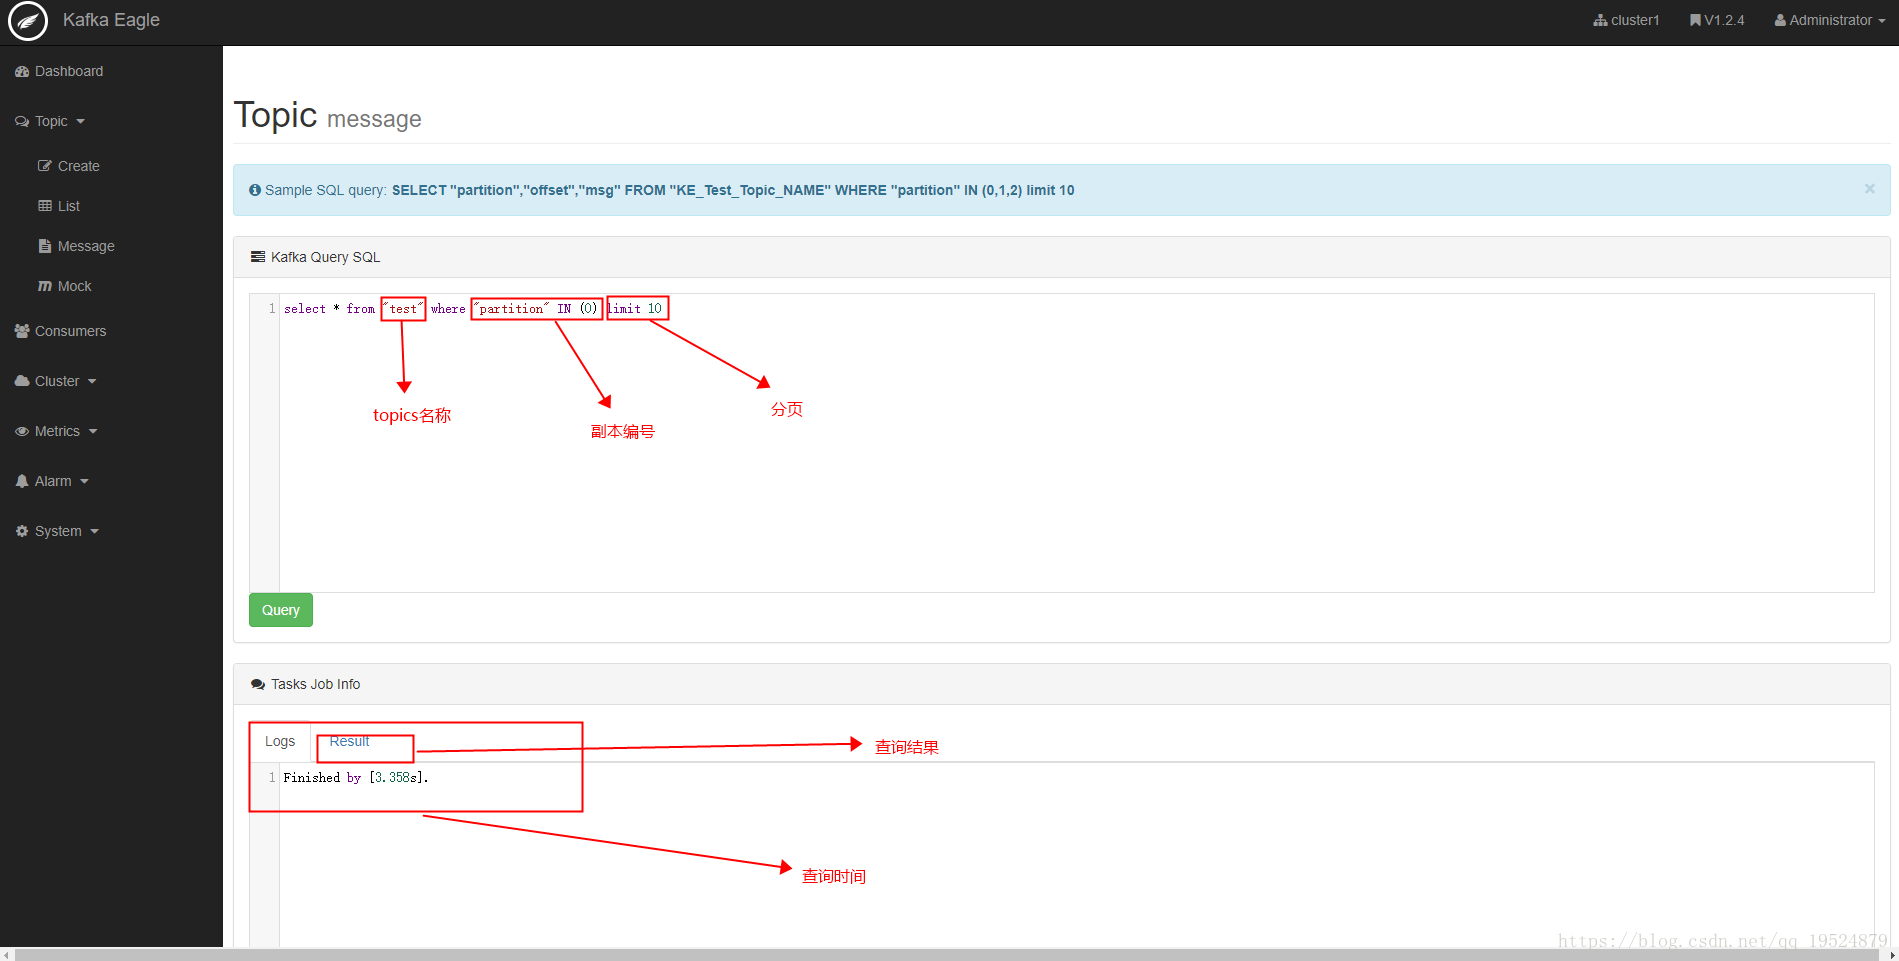 Kafka Eagle
cluster1
V1.2.4
Administrator
Dashboard
Topic
Create
List
Message
Mock
Consumers
Cluster
Metrics
Alarm
System
Topic message
Sample SQL query: SELECT "partition","offset","msg" FROM "KE_Test_Topic_NAME" WHERE "partition" IN (0,1,2) limit 10
×
Kafka Query SQL
1 select * from "test" where "partition" IN (0) limit 10
topics名称
副本编号
分页
Query
Tasks Job Info
Logs
Result
查询结果
1 Finished by [3.358s].
查询时间
https://blog.csdn.net/qq_19524879